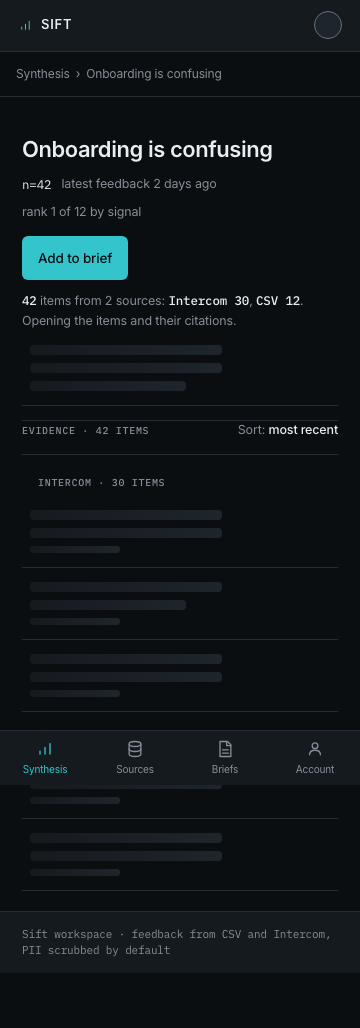 SIFT
Synthesis › Onboarding is confusing
Onboarding is confusing
n=42 latest feedback 2 days ago
rank 1 of 12 by signal
Add to brief
42 items from 2 sources: Intercom 30, CSV 12.
Opening the items and their citations.
EVIDENCE · 42 ITEMS Sort: most recent
INTERCOM · 30 ITEMS
Synthesis Sources Briefs Account
Sift workspace · feedback from CSV and Intercom,
PII scrubbed by default